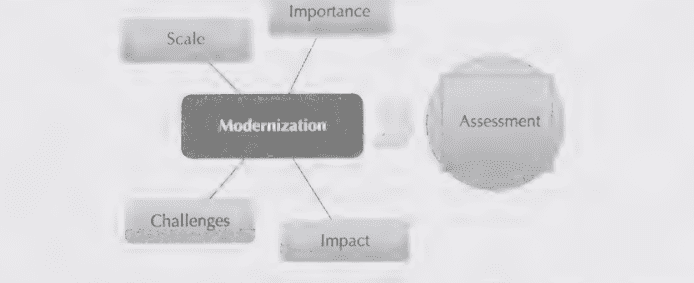 Importance
Scale
Modernization
Assessment
Challenges
Impact